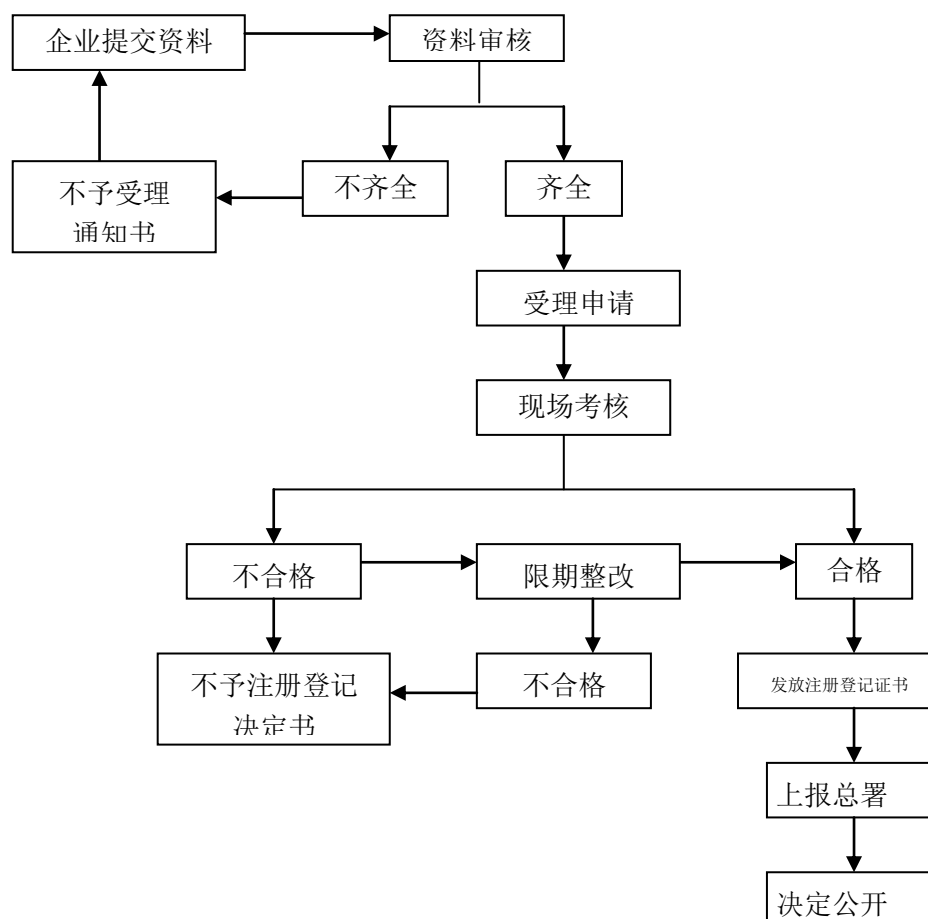 企业提交资料
资料审核
不予受理
通知书
不齐全
齐全
受理申请
现场考核
不合格
限期整改
合格
不予注册登记
决定书
不合格
发放注册登记证书
上报总署
决定公开